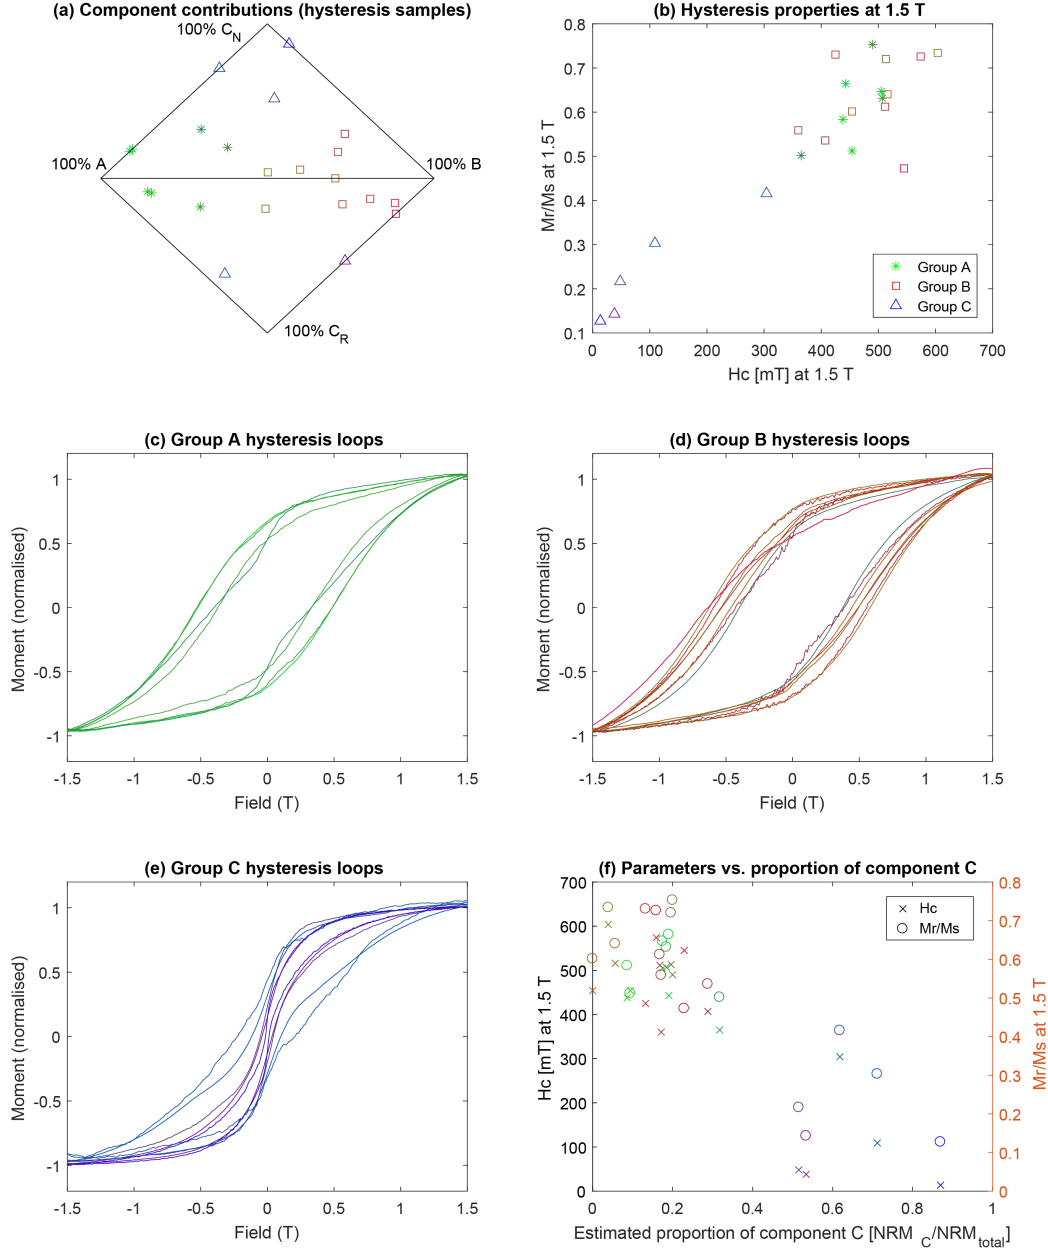 (a) Component contributions (hysteresis samples)
100% C_N
100% A
100% B
100% C_R
(b) Hysteresis properties at 1.5 T
Mr/Ms at 1.5 T
0.8
0.7
0.6
0.5
0.4
0.3
0.2
0.1
Group A
Group B
Group C
0 100 200 300 400 500 600 700
Hc [mT] at 1.5 T
(c) Group A hysteresis loops
Moment (normalised)
1
0.5
0
-0.5
-1
-1.5 -1 -0.5 0 0.5 1 1.5
Field (T)
(d) Group B hysteresis loops
Moment (normalised)
1
0.5
0
-0.5
-1
-1.5 -1 -0.5 0 0.5 1 1.5
Field (T)
(e) Group C hysteresis loops
Moment (normalised)
1
0.5
0
-0.5
-1
-1.5 -1 -0.5 0 0.5 1 1.5
Field (T)
(f) Parameters vs. proportion of component C
Hc [mT] at 1.5 T
700
600
500
400
300
200
100
0
Hc
Mr/Ms
0.8
0.7
0.6
0.5
0.4
0.3
0.2
0.1
0
Mr/Ms at 1.5 T
0 0.2 0.4 0.6 0.8 1
Estimated proportion of component C [NRM_C/NRM_total]